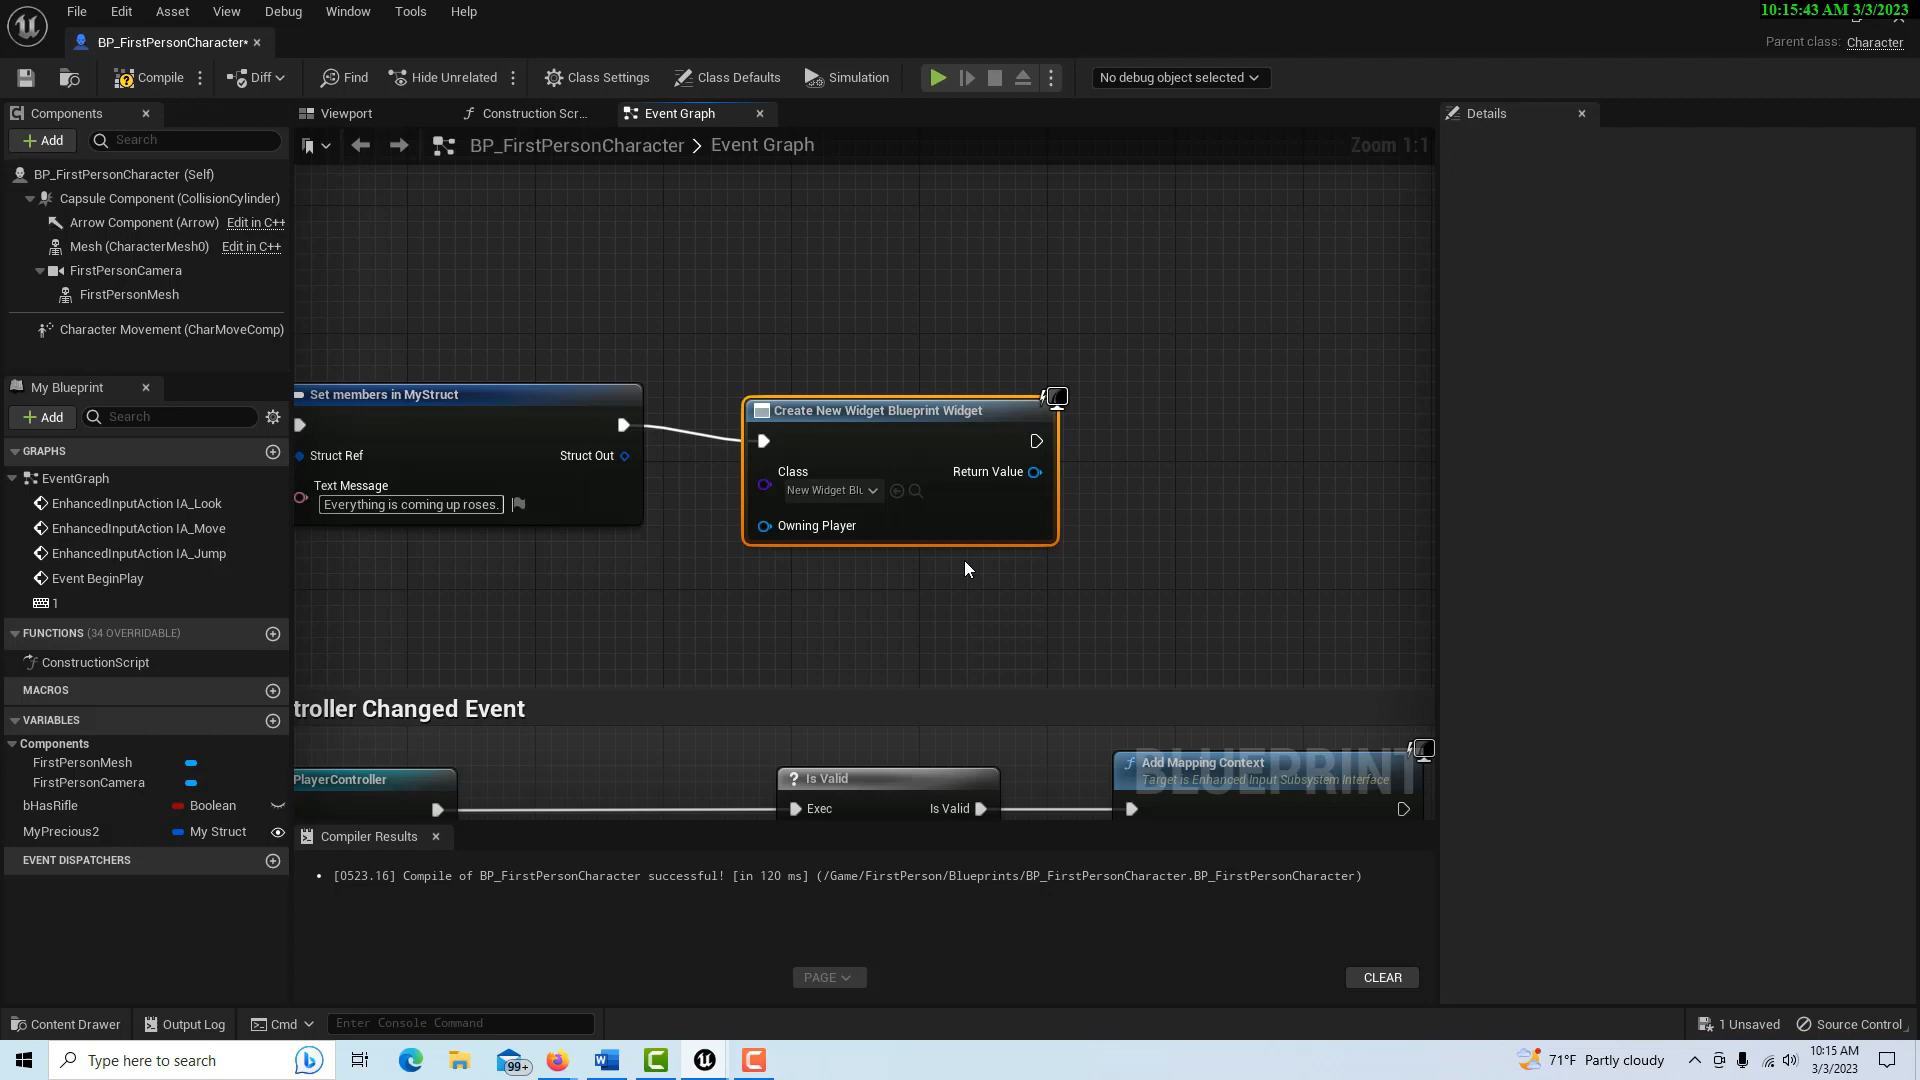 10:15:43 AM 3/3/2023
File Edit Asset View Debug Window Tools Help
BP_FirstPersonCharacter*
Parent class: Character
Compile Diff Find Hide Unrelated Class Settings Class Defaults Simulation No debug object selected
Components
Add Search
BP_FirstPersonCharacter (Self)
Capsule Component (CollisionCylinder)
Arrow Component (Arrow) Edit in C++
Mesh (CharacterMesh0) Edit in C++
FirstPersonCamera
FirstPersonMesh
Character Movement (CharMoveComp)
My Blueprint
Add Search
GRAPHS
EventGraph
EnhancedInputAction IA_Look
EnhancedInputAction IA_Move
EnhancedInputAction IA_Jump
Event BeginPlay
1
FUNCTIONS (34 OVERRIDABLE)
ConstructionScript
MACROS
VARIABLES
Components
FirstPersonMesh
FirstPersonCamera
bHasRifle Boolean
MyPrecious2 My Struct
EVENT DISPATCHERS
Viewport Construction Scr... Event Graph
BP_FirstPersonCharacter > Event Graph
Zoom 1:1
Set members in MyStruct
Struct Ref Struct Out
Text Message
Everything is coming up roses.
Create New Widget Blueprint Widget
Class
New Widget Blu
Return Value
Owning Player
troller Changed Event
PlayerController
Is Valid
Exec Is Valid
Add Mapping Context
Target is Enhanced Input Subsystem Interface
BLUEPRINT
Compiler Results
[0523.16] Compile of BP_FirstPersonCharacter successful! [in 120 ms] (/Game/FirstPerson/Blueprints/BP_FirstPersonCharacter.BP_FirstPersonCharacter)
PAGE CLEAR
Details
Content Drawer Output Log Cmd Enter Console Command
1 Unsaved Source Control
Type here to search
99+
71°F Partly cloudy
10:15 AM
3/3/2023